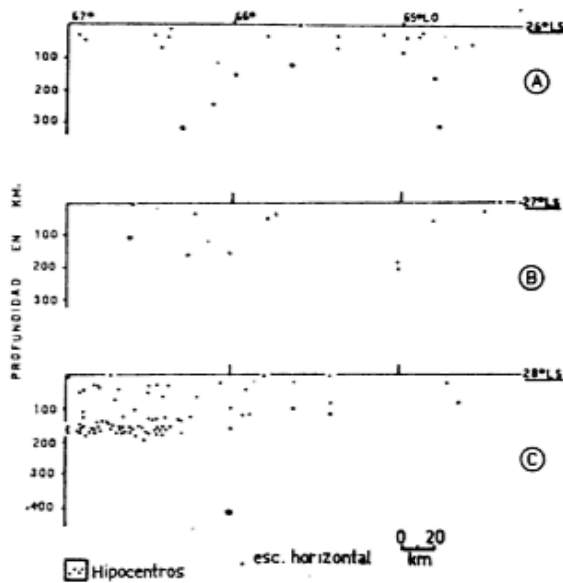 67° 66° 65°LO 26°LS
100
200
300
A
PROFUNDIDAD EN KM.
27°LS
100
200
300
B
28°LS
100
200
300
400
C
0 20
km
esc. horizontal
Hipocentros